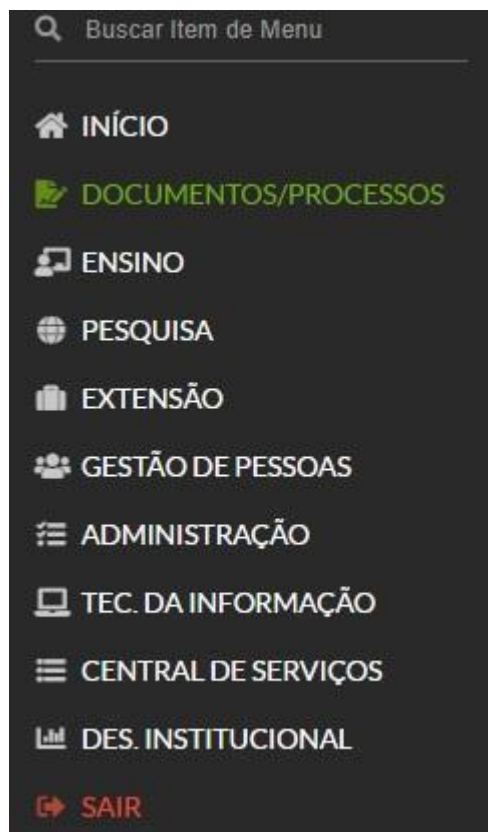 Buscar Item de Menu
INÍCIO
DOCUMENTOS/PROCESSOS
ENSINO
PESQUISA
EXTENSÃO
GESTÃO DE PESSOAS
ADMINISTRAÇÃO
TEC. DA INFORMAÇÃO
CENTRAL DE SERVIÇOS
DES. INSTITUCIONAL
SAIR